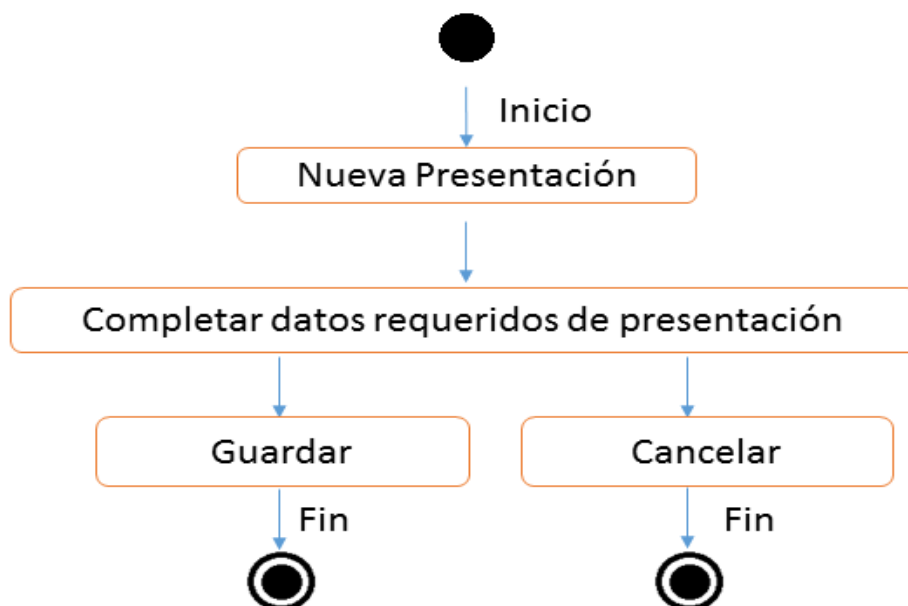 Inicio
Nueva Presentación
Completar datos requeridos de presentación
Guardar
Cancelar
Fin
Fin